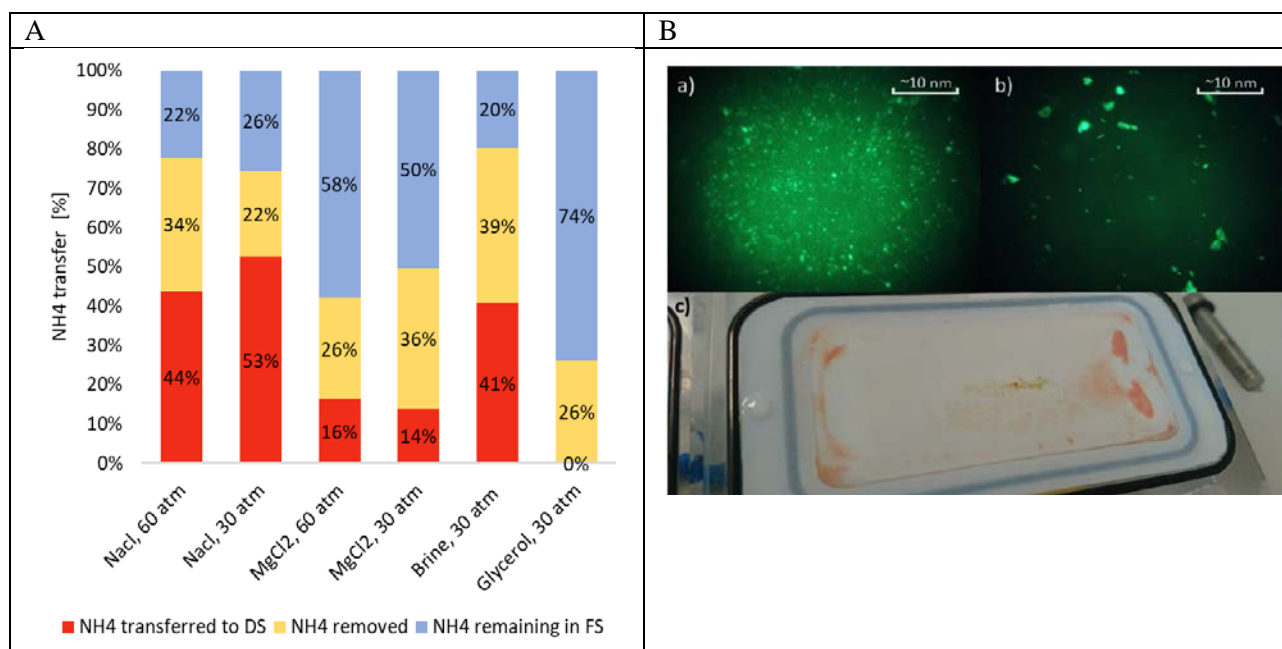 A
B
100%
90%
80%
70%
60%
50%
40%
30%
20%
10%
0%
NH4 transfer [%]
22%
34%
44%
26%
22%
53%
58%
26%
16%
50%
36%
14%
20%
39%
41%
74%
26%
0%
Nacl, 60 atm
Nacl, 30 atm
MgCl2, 60 atm
MgCl2, 30 atm
Brine, 30 atm
Glycerol, 30 atm
NH4 transferred to DS NH4 removed NH4 remaining in FS
a)
~10 nm
b)
~10 nm
c)